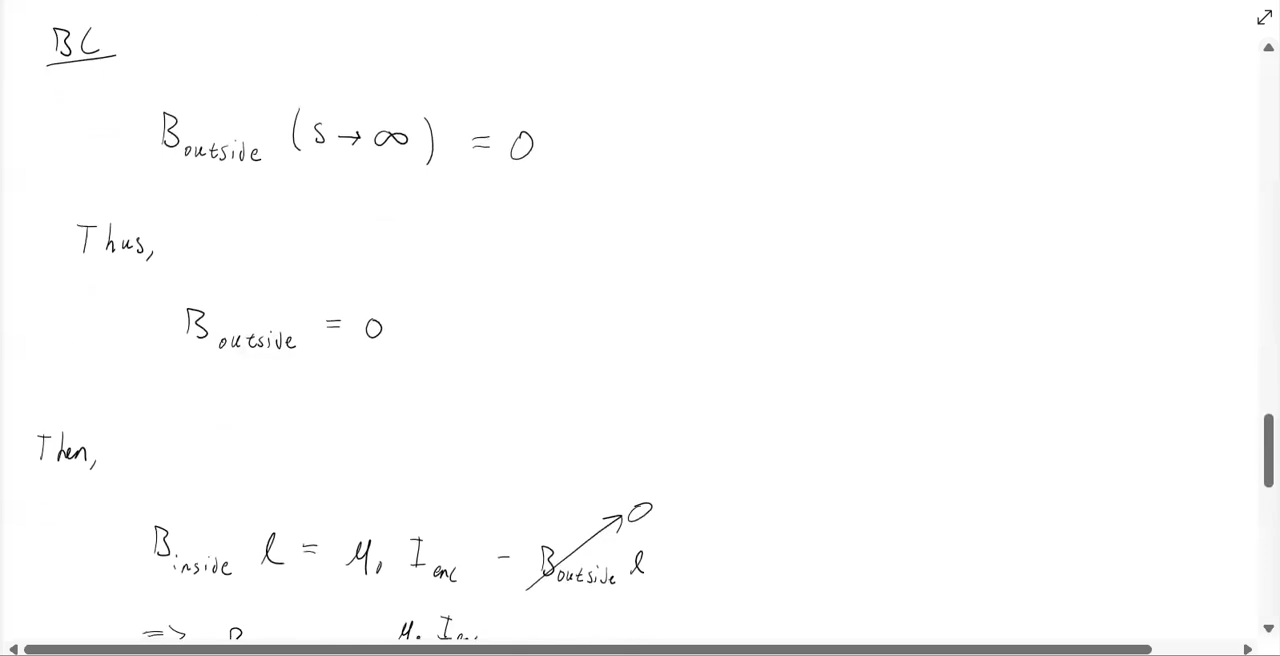 BC
B_outside (s → ∞) = 0
Thus,
B_outside = 0
Then,
0
B_inside l = μ₀ I_enc - B_outside l
=>